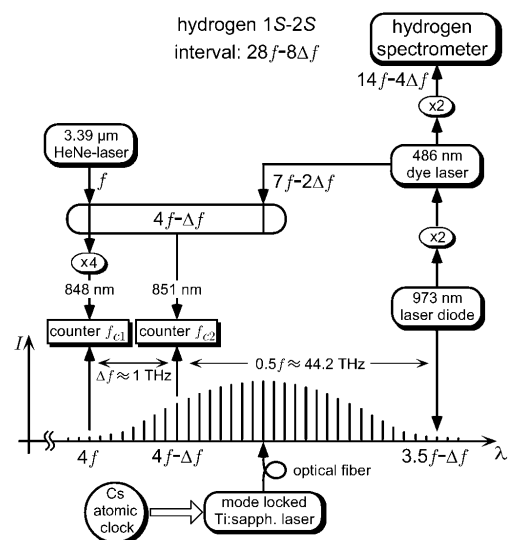 hydrogen 1S-2S
interval: 28f−8Δf
hydrogen
spectrometer
14f−4Δf
x2
3.39 µm
HeNe-laser
f
486 nm
dye laser
7f−2Δf
4f−Δf
x4
x2
848 nm
851 nm
973 nm
laser diode
counter fc1
counter fc2
I
Δf ≈ 1 THz
0.5f ≈ 44.2 THz
4f
4f−Δf
3.5f−Δf
λ
optical fiber
Cs
atomic
clock
mode locked
Ti:sapph. laser